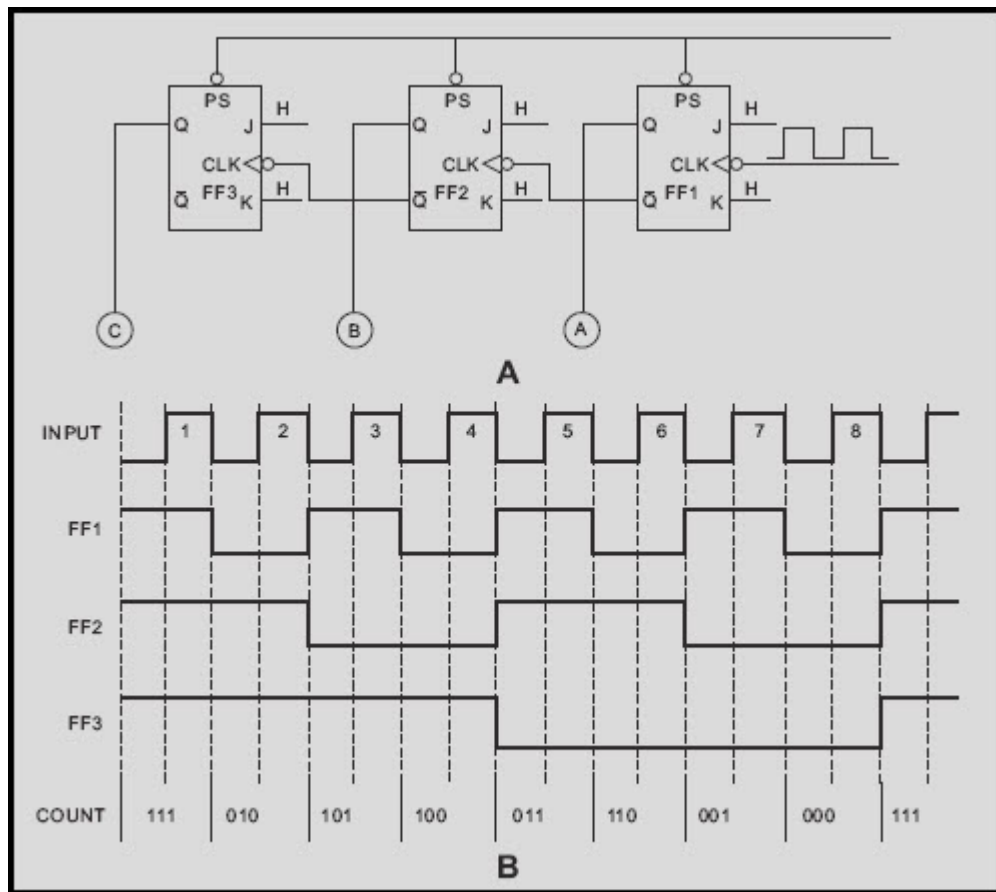 PS PS PS
H H H
Q J Q J Q J
CLK CLK CLK
FF3 FF2 FF1
H H H
Q̅ K Q̅ K Q̅ K
C B A
A
INPUT 1 2 3 4 5 6 7 8
FF1
FF2
FF3
COUNT 111 010 101 100 011 110 001 000 111
B